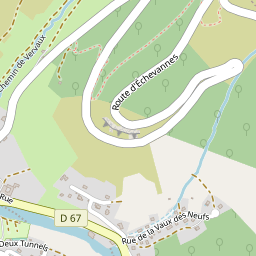 Chemin de Vervaux
Route d'Échevannes
D 67
Rue
Rue de la Vaux des Neufs
Deux Tunnels